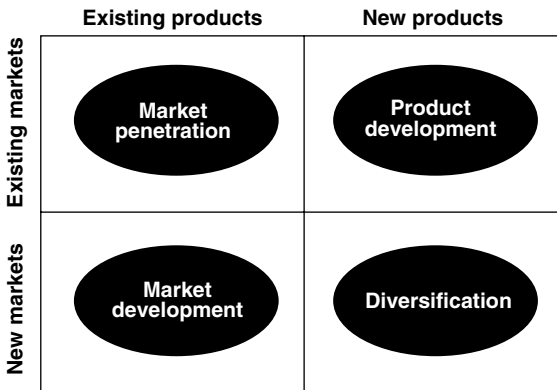 Existing products
New products
Existing markets
Market
penetration
Product
development
New markets
Market
development
Diversification